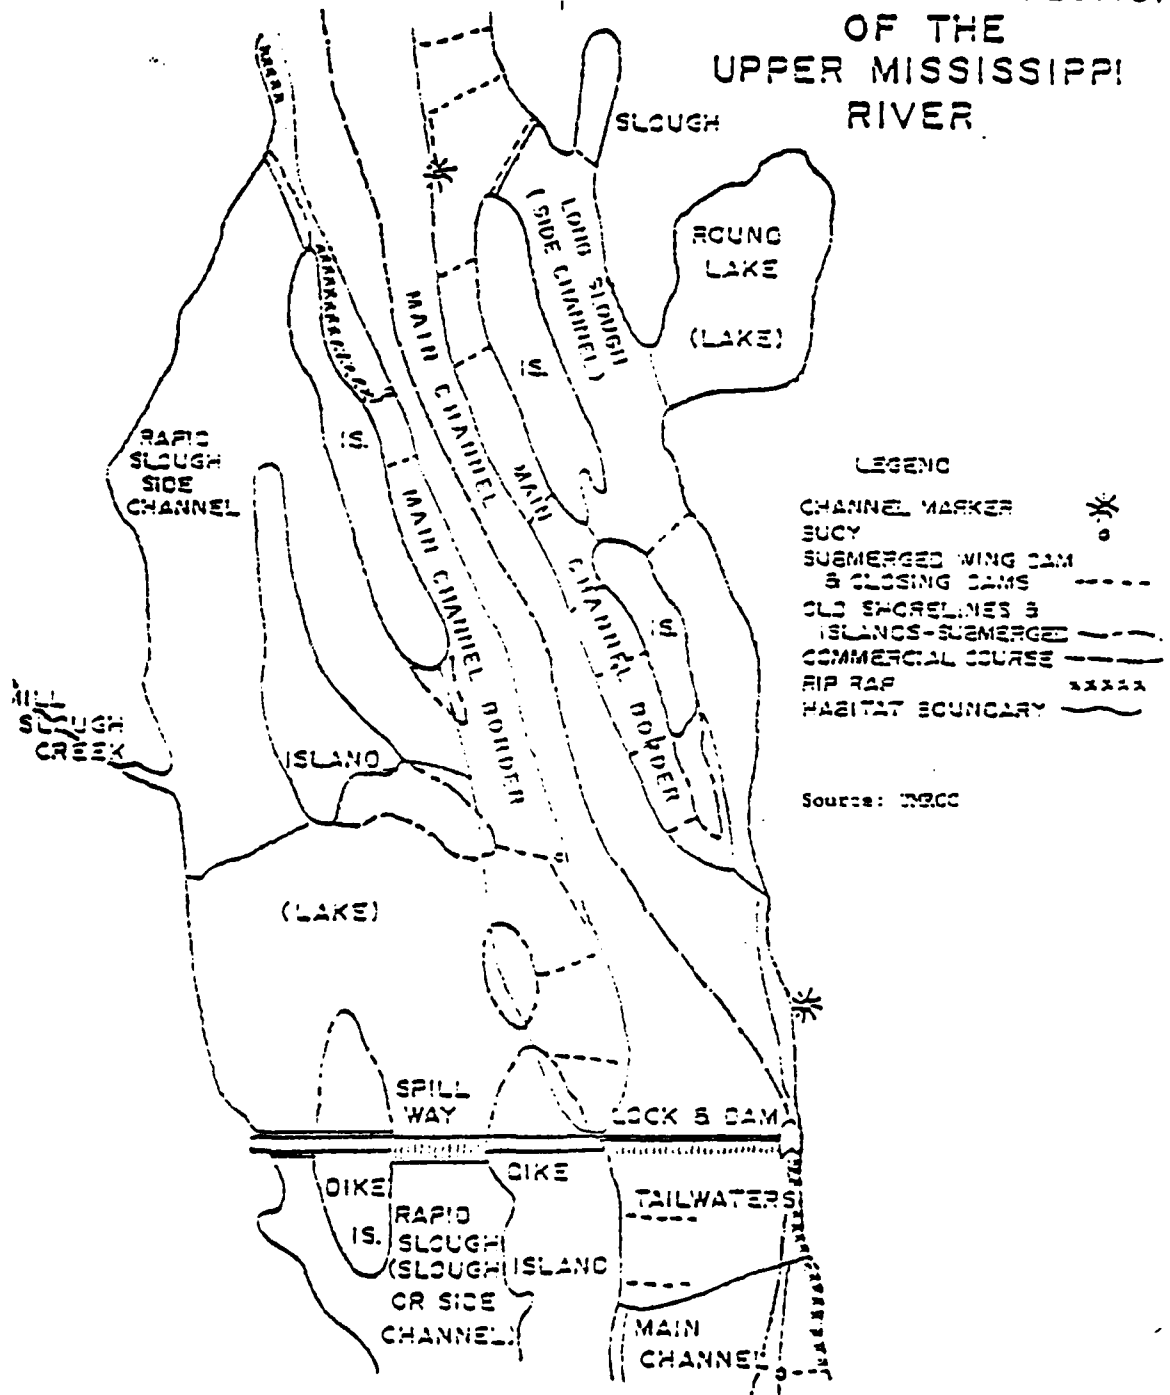 OF THE
UPPER MISSISSIPPI
RIVER
SLOUGH
LONG SLOUGH
(SIDE CHANNEL)
ROUND
LAKE
(LAKE)
MAIN CHANNEL
IS.
IS.
RAPID
SLOUGH
SIDE
CHANNEL
MAIN CHANNEL BORDER
MAIN CHANNEL BORDER
IS.
LEGEND
CHANNEL MARKER
BUOY
SUBMERGED WING DAM
& CLOSING DAMS
OLD SHORELINES &
ISLANDS-SUBMERGED
COMMERCIAL COURSE
RIP RAP
HABITAT BOUNDARY
Source: UMRCC
MILL
SLOUGH
CREEK
ISLAND
(LAKE)
SPILL
WAY
LOCK & DAM
DIKE
DIKE
TAILWATERS
IS.
RAPID
SLOUGH
(SLOUGH
OR SIDE
CHANNEL)
ISLAND
MAIN
CHANNEL